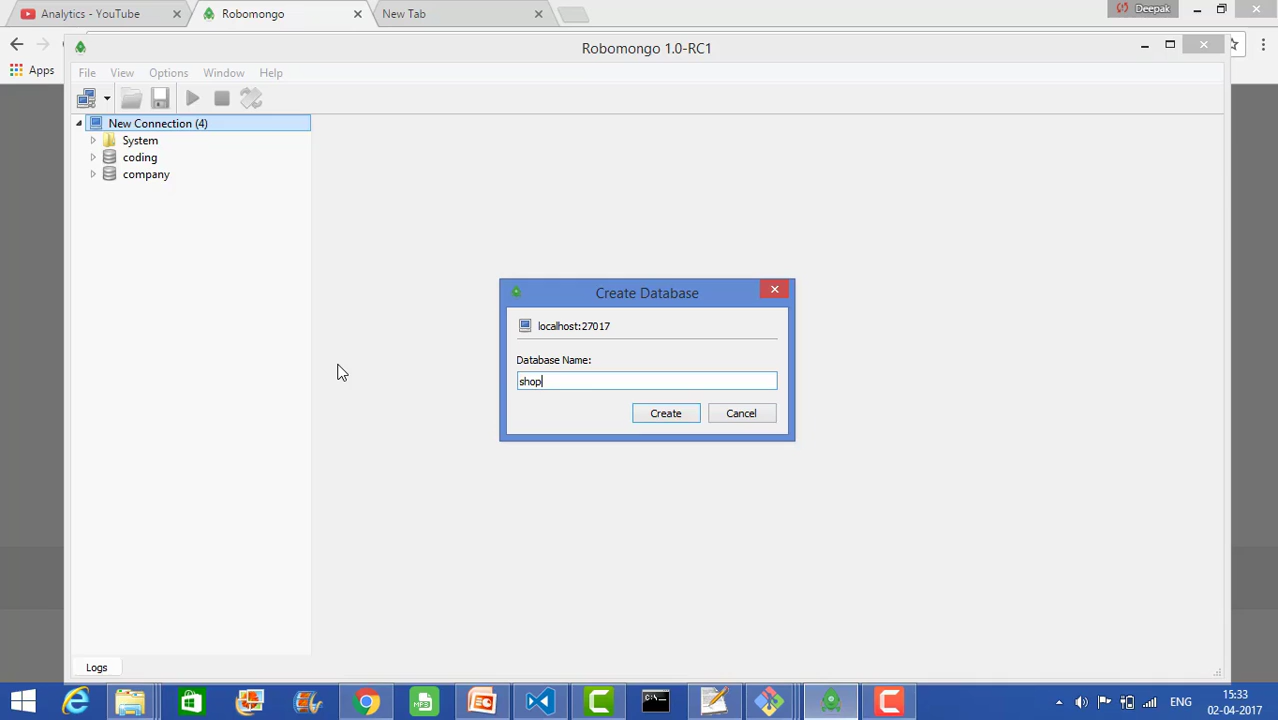 Analytics - YouTube
Robomongo
New Tab
Deepak
Apps
Robomongo 1.0-RC1
File View Options Window Help
New Connection (4)
System
coding
company
Create Database
localhost:27017
Database Name:
shop
Create Cancel
Logs
MP3
ENG
15:33
02-04-2017